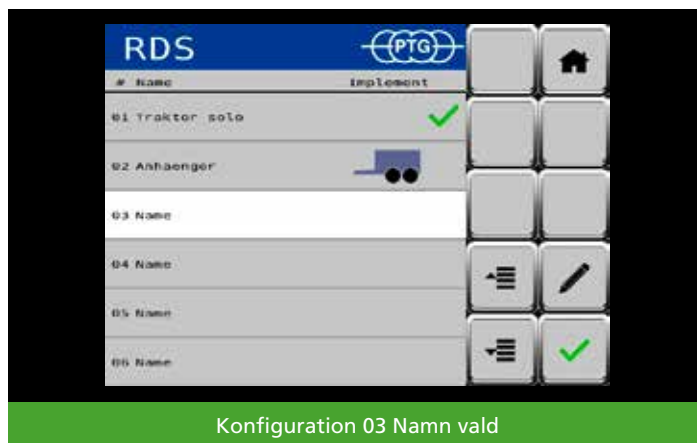 RDS PTG
# Name Implement
01 Traktor solo
02 Anhaenger
03 Name
04 Name
05 Name
06 Name
Konfiguration 03 Namn vald